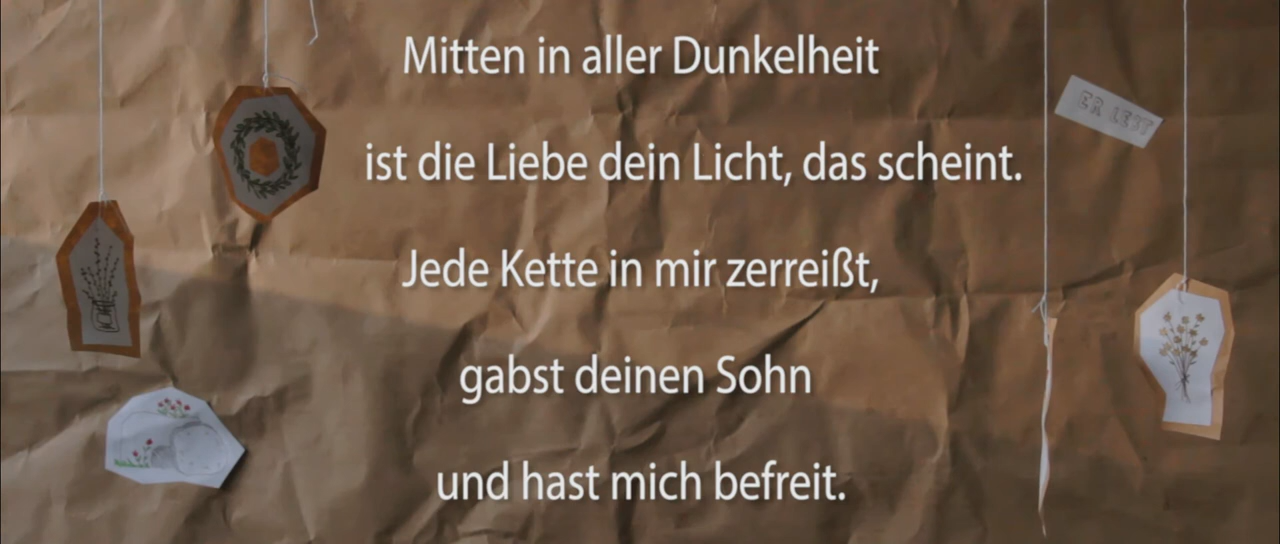 Mitten in aller Dunkelheit
ist die Liebe dein Licht, das scheint.
Jede Kette in mir zerreißt,
gabst deinen Sohn
und hast mich befreit.
ER LEBT